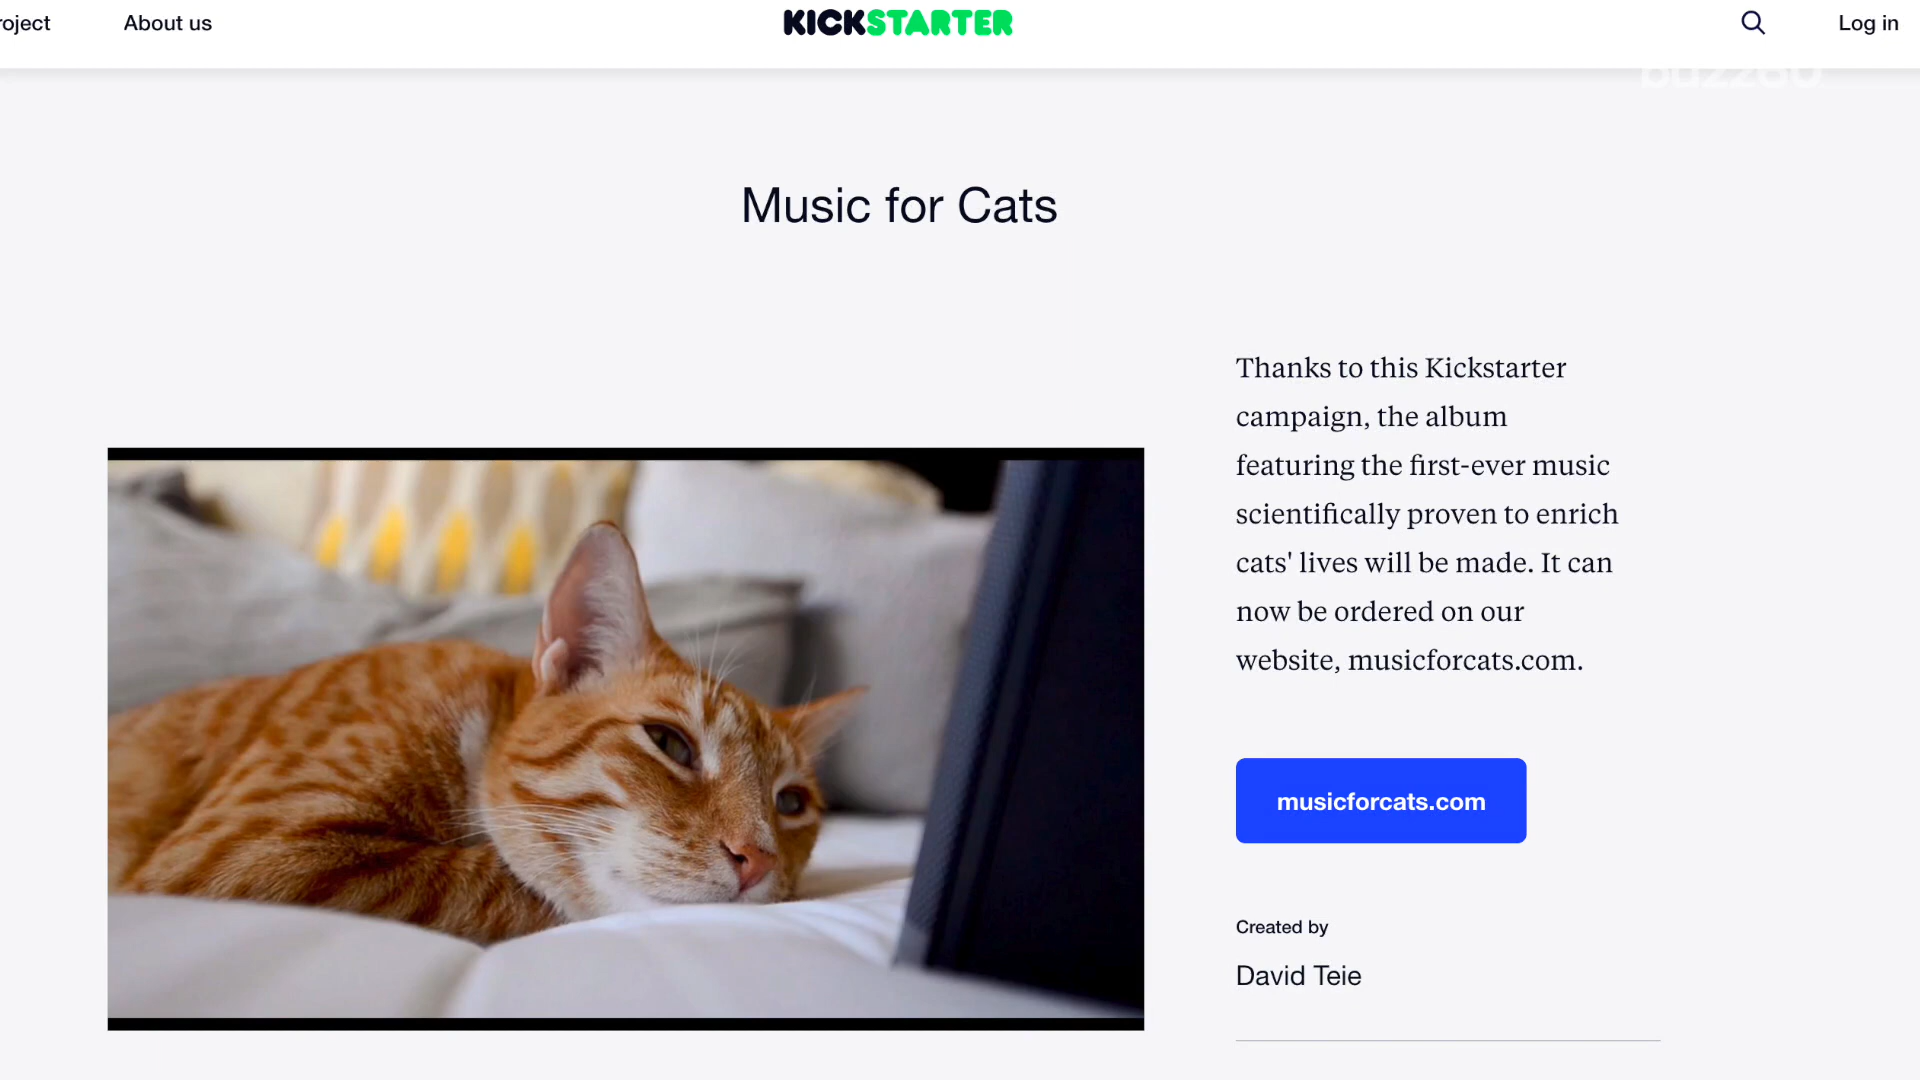 roject
About us
KICKSTARTER
Log in
Music for Cats
Thanks to this Kickstarter
campaign, the album
featuring the first-ever music
scientifically proven to enrich
cats' lives will be made. It can
now be ordered on our
website, musicforcats.com.
musicforcats.com
Created by
David Teie